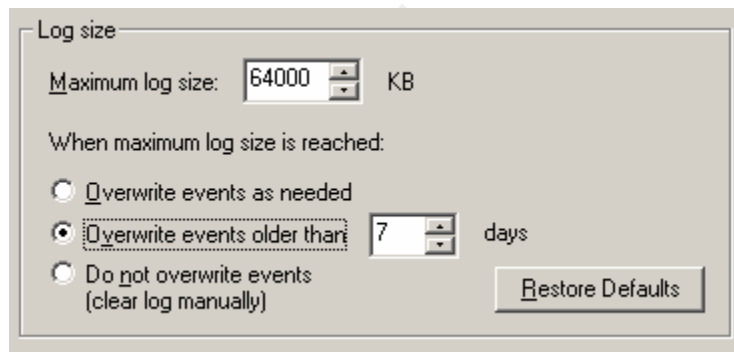 Log size
Maximum log size: 64000 KB
When maximum log size is reached:
Overwrite events as needed
Overwrite events older than 7 days
Do not overwrite events
(clear log manually)
Restore Defaults